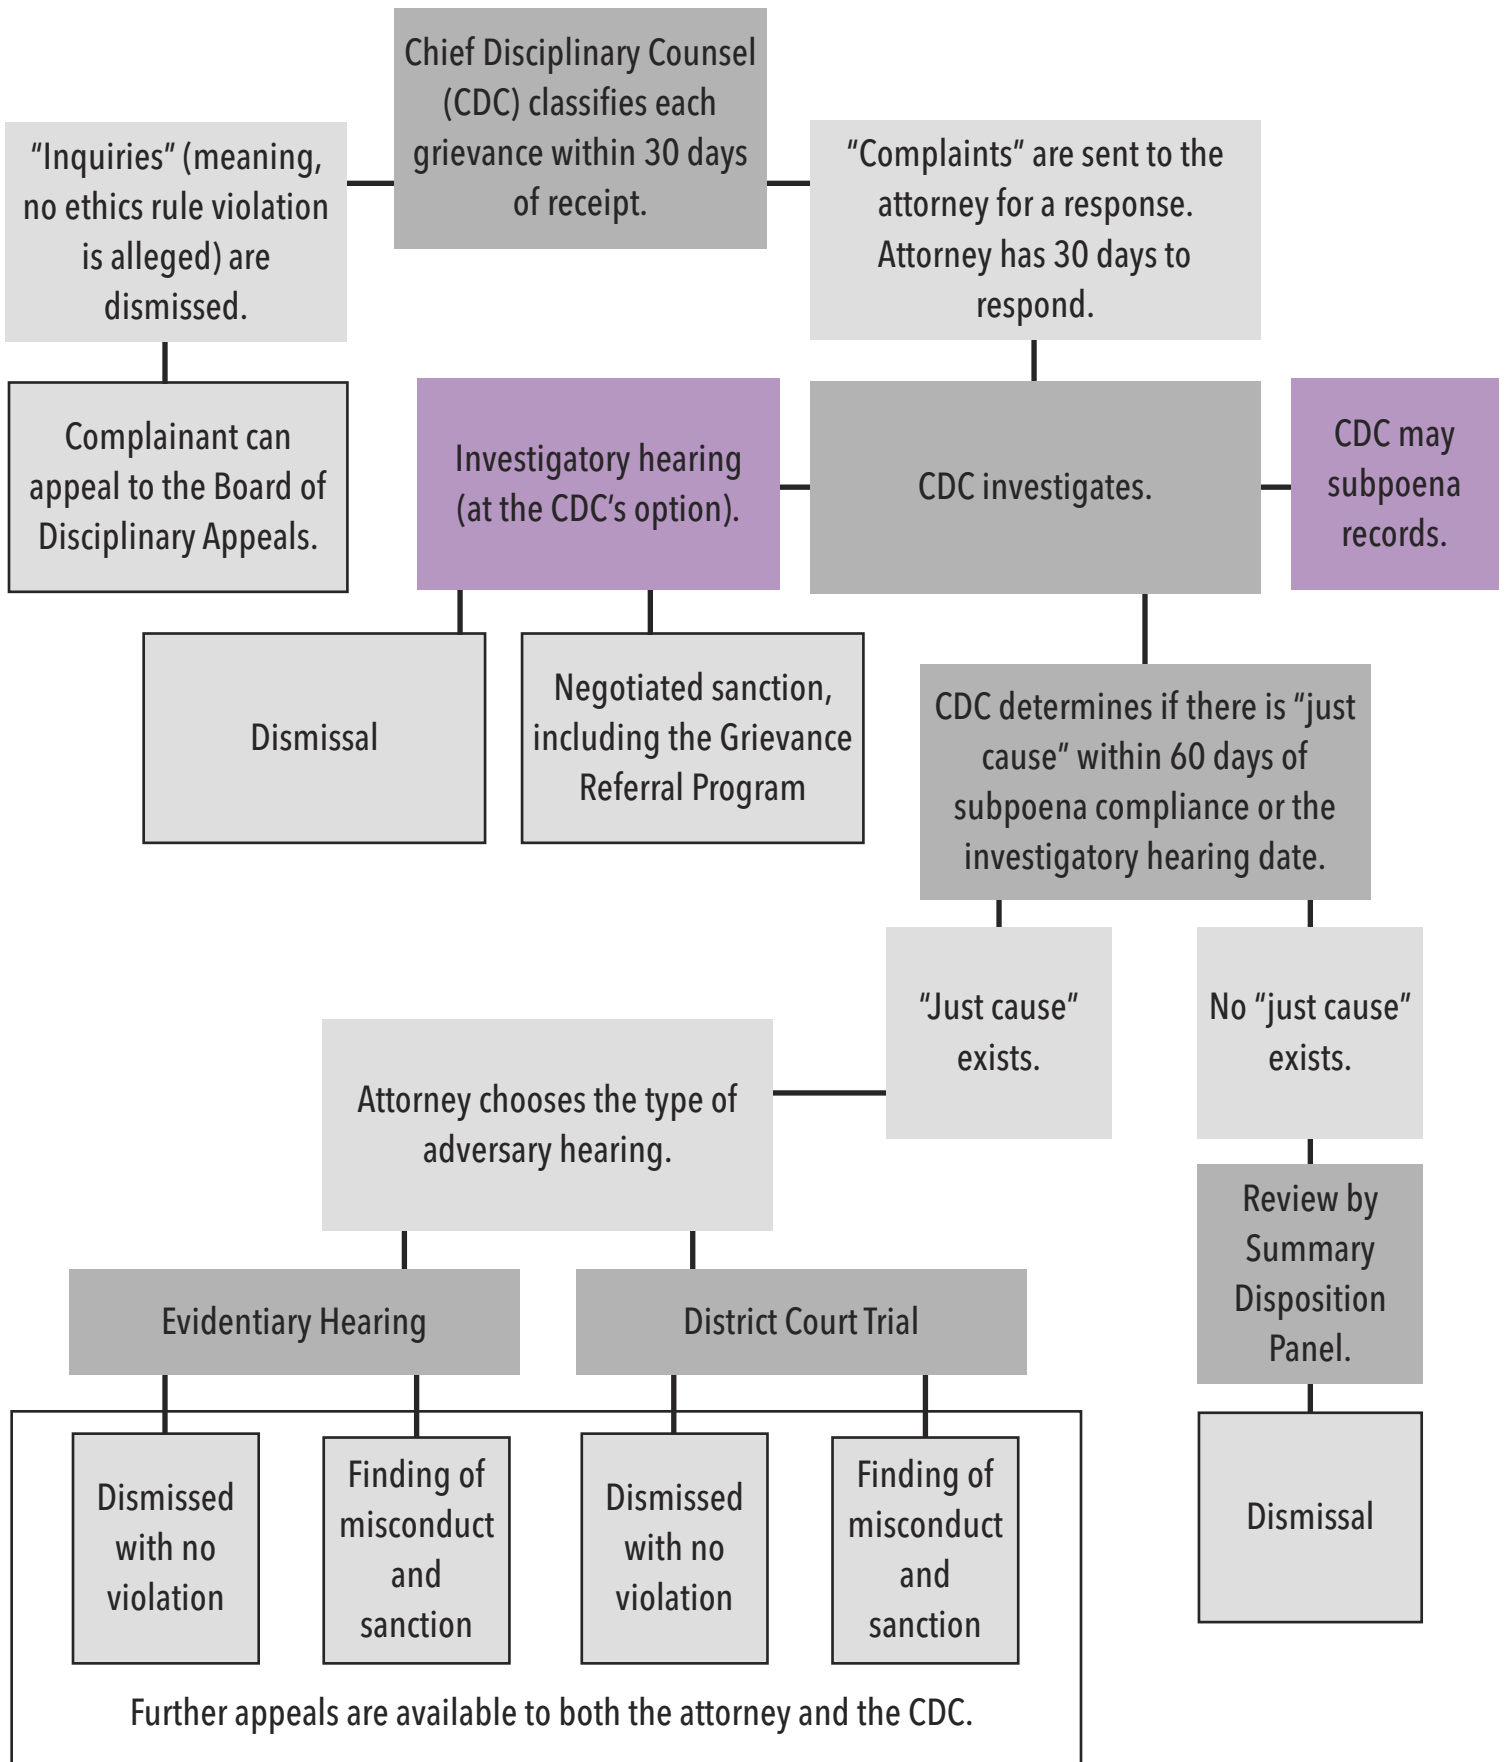 Chief Disciplinary Counsel
(CDC) classifies each
grievance within 30 days
of receipt.
“Inquiries” (meaning,
no ethics rule violation
is alleged) are
dismissed.
“Complaints” are sent to the
attorney for a response.
Attorney has 30 days to
respond.
Complainant can
appeal to the Board of
Disciplinary Appeals.
Investigatory hearing
(at the CDC’s option).
CDC investigates.
CDC may
subpoena
records.
Dismissal
Negotiated sanction,
including the Grievance
Referral Program
CDC determines if there is “just
cause” within 60 days of
subpoena compliance or the
investigatory hearing date.
“Just cause”
exists.
No “just cause”
exists.
Attorney chooses the type of
adversary hearing.
Review by
Summary
Disposition
Panel.
Evidentiary Hearing
District Court Trial
Dismissed
with no
violation
Finding of
misconduct
and
sanction
Dismissed
with no
violation
Finding of
misconduct
and
sanction
Dismissal
Further appeals are available to both the attorney and the CDC.